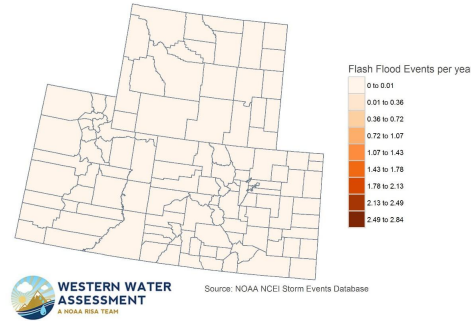 Flash Flood Events per yea
0 to 0.01
0.01 to 0.36
0.36 to 0.72
0.72 to 1.07
1.07 to 1.43
1.43 to 1.78
1.78 to 2.13
2.13 to 2.49
2.49 to 2.84
WESTERN WATER
ASSESSMENT
A NOAA RISA TEAM
Source: NOAA NCEI Storm Events Database